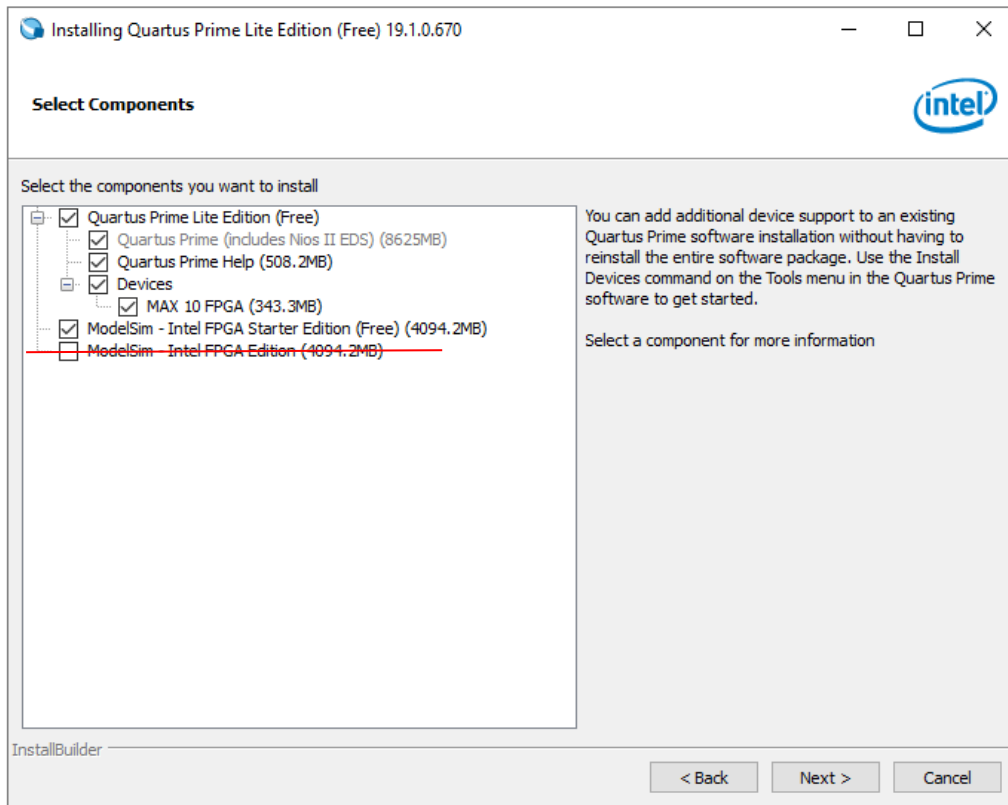 Installing Quartus Prime Lite Edition (Free) 19.1.0.670
Select Components
intel
Select the components you want to install
Quartus Prime Lite Edition (Free)
Quartus Prime (includes Nios II EDS) (8625MB)
Quartus Prime Help (508.2MB)
Devices
MAX 10 FPGA (343.3MB)
ModelSim - Intel FPGA Starter Edition (Free) (4094.2MB)
ModelSim - Intel FPGA Edition (4094.2MB)
You can add additional device support to an existing
Quartus Prime software installation without having to
reinstall the entire software package. Use the Install
Devices command on the Tools menu in the Quartus Prime
software to get started.
Select a component for more information
InstallBuilder
< Back
Next >
Cancel